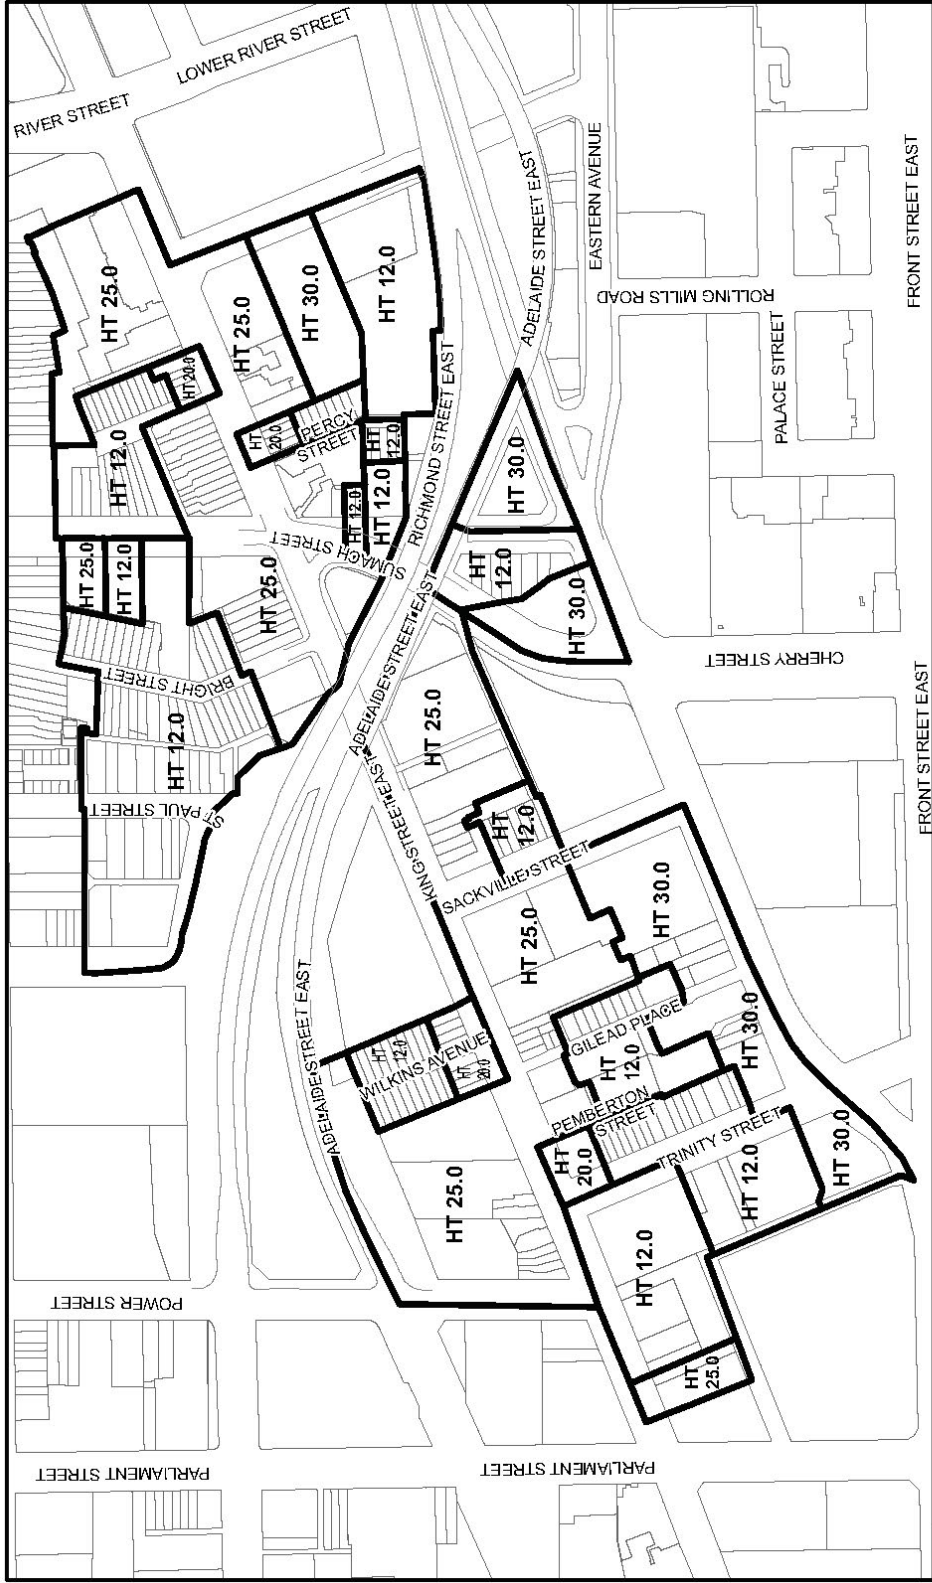 LOWER RIVER STREET
RIVER STREET
ADELAIDE STREET EAST
EASTERN AVENUE
FRONT STREET EAST
HT 25.0
HT 25.0
HT 30.0
HT 12.0
ROLLING MILLS ROAD
PALACE STREET
HT 20.0
HT
20.0
PERCY
STREET
HT
12.0
RICHMOND STREET EAST
HT 12.0
HT 12.0
HT 12.0
HT 30.0
SUMACH STREET
HT 25.0
HT 12.0
HT 25.0
HT
12.0
HT 30.0
CHERRY STREET
BRIGHT STREET
ADELAIDE STREET EAST
HT 12.0
HT 25.0
ST. PAUL STREET
KING STREET EAST
HT
12.0
FRONT STREET EAST
SACKVILLE STREET
HT 25.0
HT 30.0
ADELAIDE STREET EAST
HT
12.0
WILKINS AVENUE
HT
20.0
GILEAD PLACE
HT
12.0
HT 30.0
PEMBERTON
STREET
TRINITY STREET
HT
20.0
HT 25.0
HT 12.0
HT 30.0
HT 12.0
POWER STREET
HT
25.0
PARLIAMENT STREET
PARLIAMENT STREET